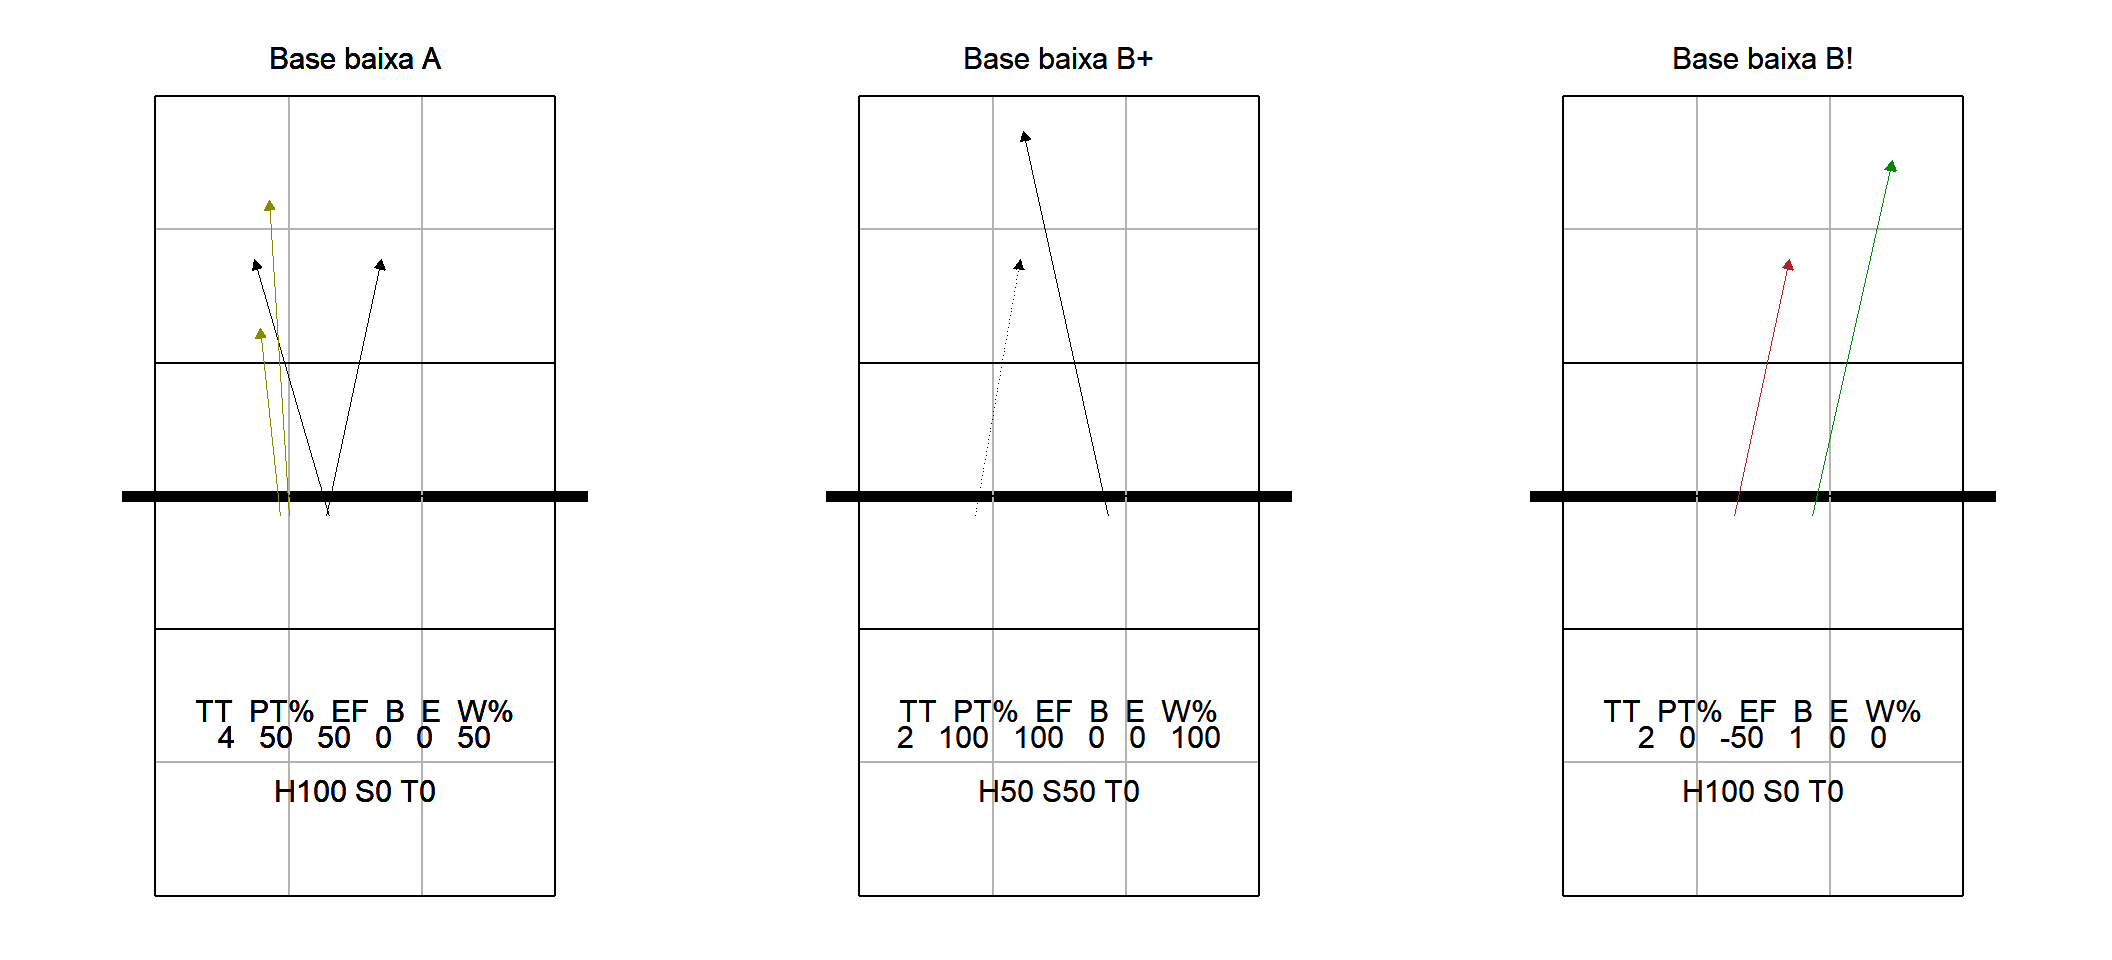 Base baixa A
TT PT% EF B E W%
4 50 50 0 0 50
H100 S0 T0
Base baixa B+
TT PT% EF B E W%
2 100 100 0 0 100
H50 S50 T0
Base baixa B!
TT PT% EF B E W%
2 0 -50 1 0 0
H100 S0 T0